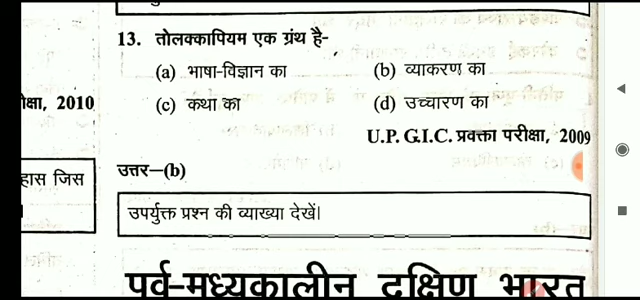 13. तोलक्कापियम एक ग्रंथ है-
(a) भाषा-विज्ञान का (b) व्याकरण का
क्षा, 2010
(c) कथा का (d) उच्चारण का
U.P. G.I.C. प्रवक्ता परीक्षा, 2009
उत्तर—(b)
हास जिस
उपर्युक्त प्रश्न की व्याख्या देखें।
पूर्व-मध्यकालीन दक्षिण भारत